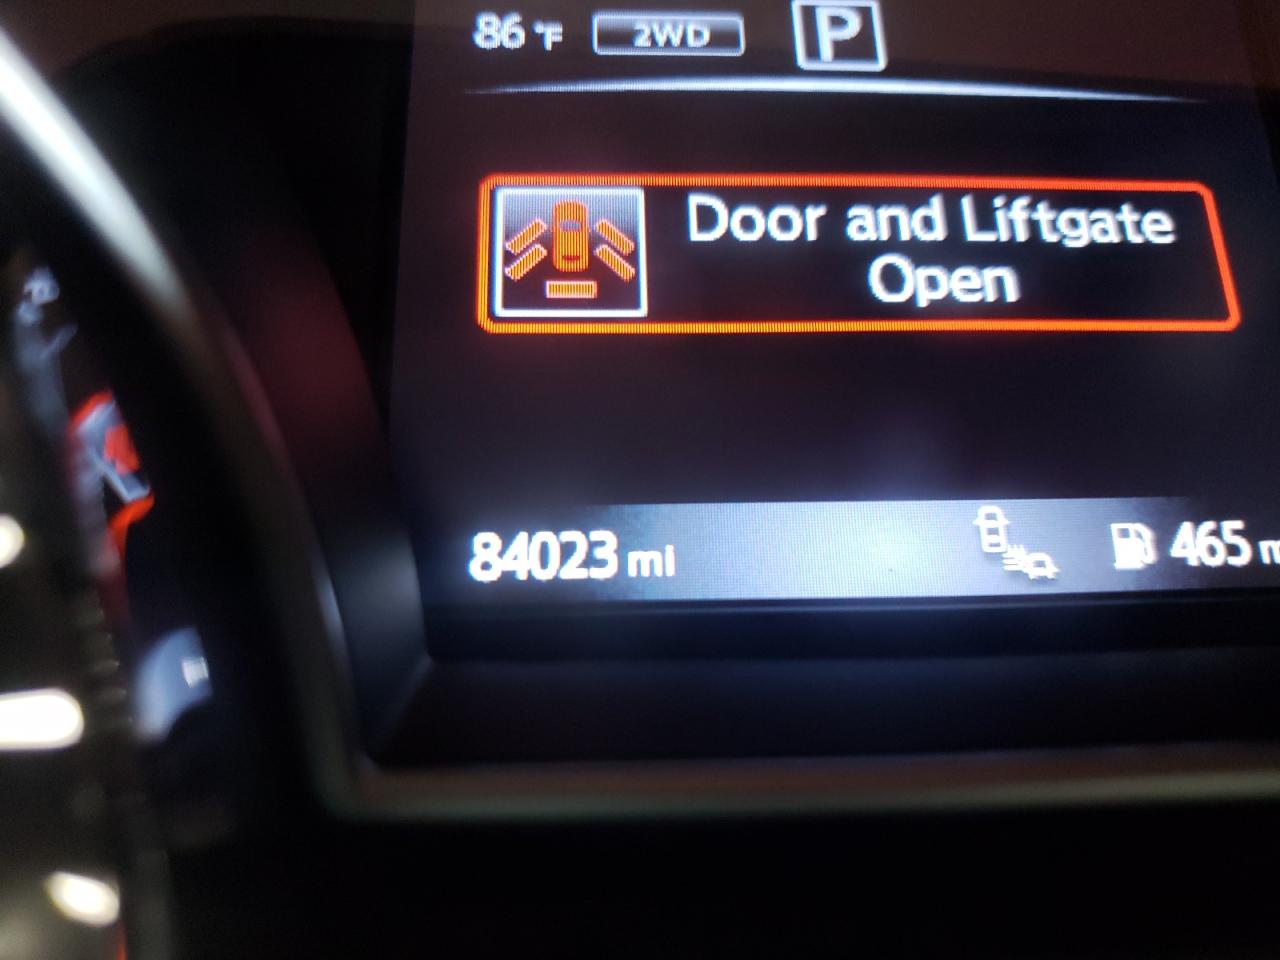 86 °F 2WD P
Door and Liftgate
Open
84023 mi 465